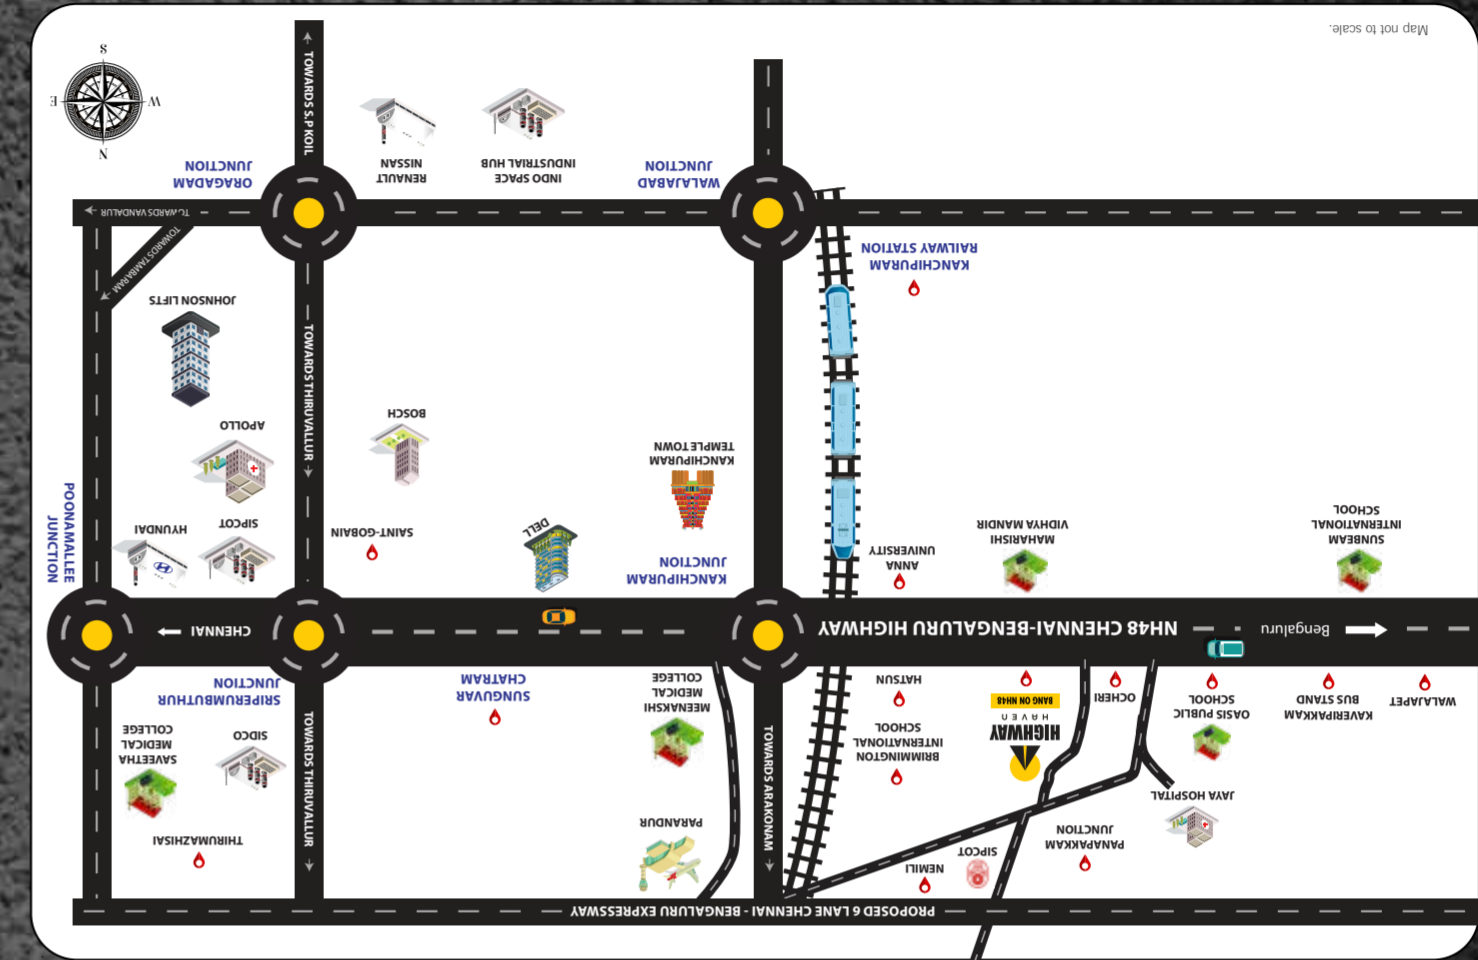 PROPOSED 6 LANE CHENNAI - BENGALURU EXPRESSWAY
NEMILI
SIPCOT
PANAPAKKAM
JUNCTION
JAYA HOSPITAL
PARANDUR
TOWARDS ARAKONAM
THIRUMAZHISAI
TOWARDS THIRUVALLUR
SAVEETHA
MEDICAL
COLLEGE
SIDCO
SRIPERUMBUTHUR
JUNCTION
SUNGUVAR
CHATRAM
MEENAKSHI
MEDICAL
COLLEGE
BRIMMINGTON
INTERNATIONAL
SCHOOL
HATSUN
HIGHWAY
HAVEN
BANG ON NH48
OCHERI
OASIS PUBLIC
SCHOOL
KAVERIPAKKAM
BUS STAND
WALAJAPET
Bengaluru
NH48 CHENNAI-BENGALURU HIGHWAY
CHENNAI
POONAMALLEE
JUNCTION
KANCHIPURAM
JUNCTION
ANNA
UNIVERSITY
MAHARISHI
VIDHYA MANDIR
SUNBEAM
INTERNATIONAL
SCHOOL
DELL
SAINT-GOBAIN
SIPCOT
HYUNDAI
KANCHIPURAM
TEMPLE TOWN
BOSCH
APOLLO
TOWARDS THIRUVALLUR
JOHNSON LIFTS
KANCHIPURAM
RAILWAY STATION
TOWARDS TAMBARAM
TOWARDS VANDALUR
WALAJABAD
JUNCTION
INDO SPACE
INDUSTRIAL HUB
RENAULT
NISSAN
ORAGADAM
JUNCTION
TOWARDS S.P KOIL
N
W
E
S
Map not to scale.